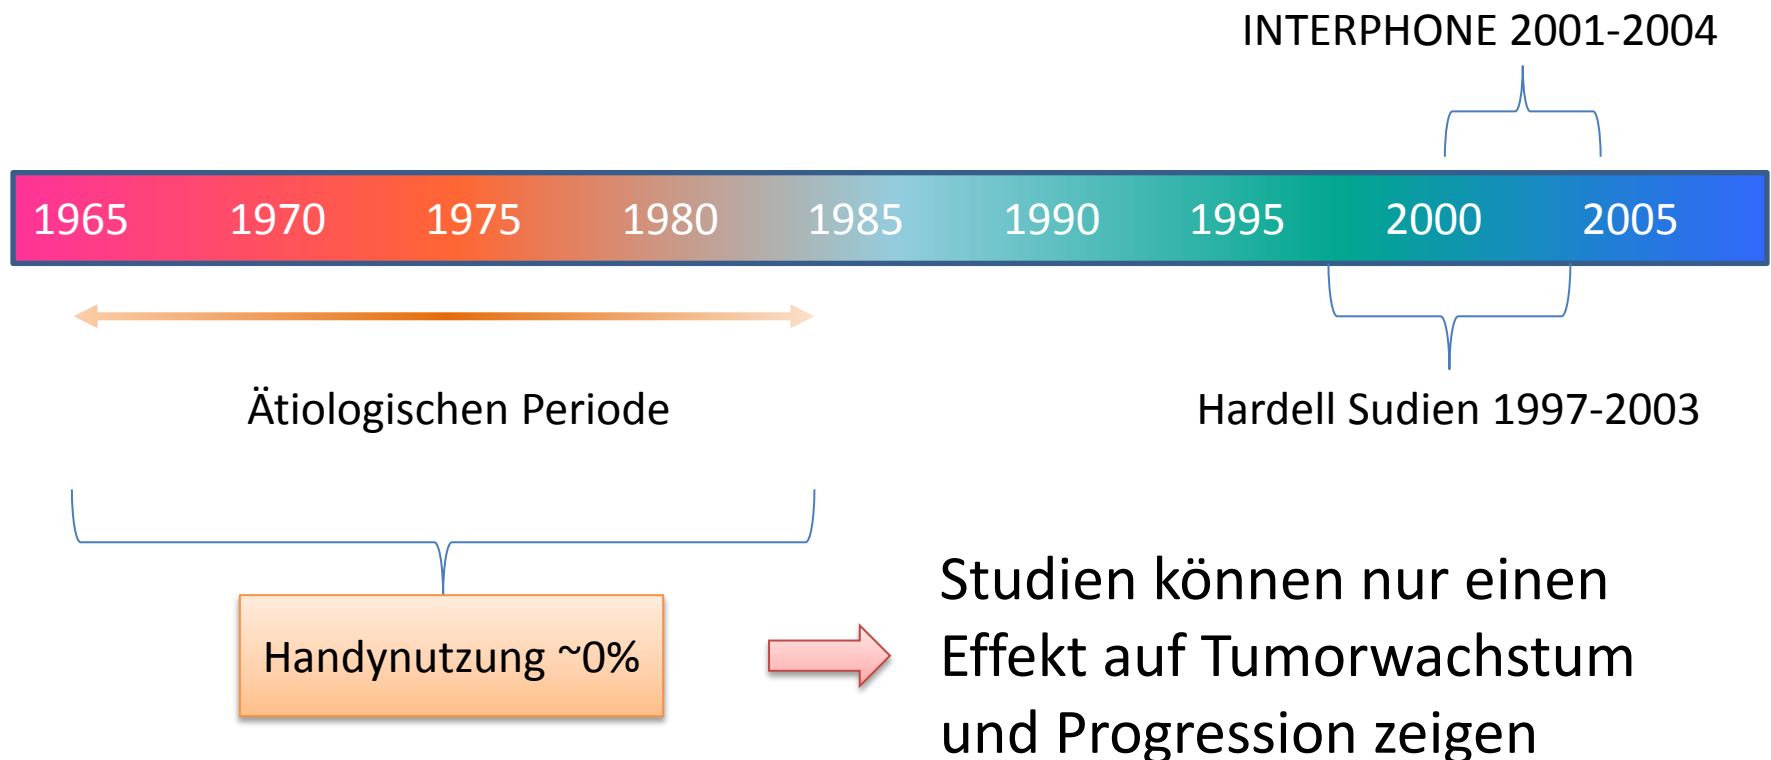 INTERPHONE 2001-2004
1965 1970 1975 1980 1985 1990 1995 2000 2005
Ätiologischen Periode
Hardell Sudien 1997-2003
Handynutzung ~0%
Studien können nur einen
Effekt auf Tumorwachstum
und Progression zeigen